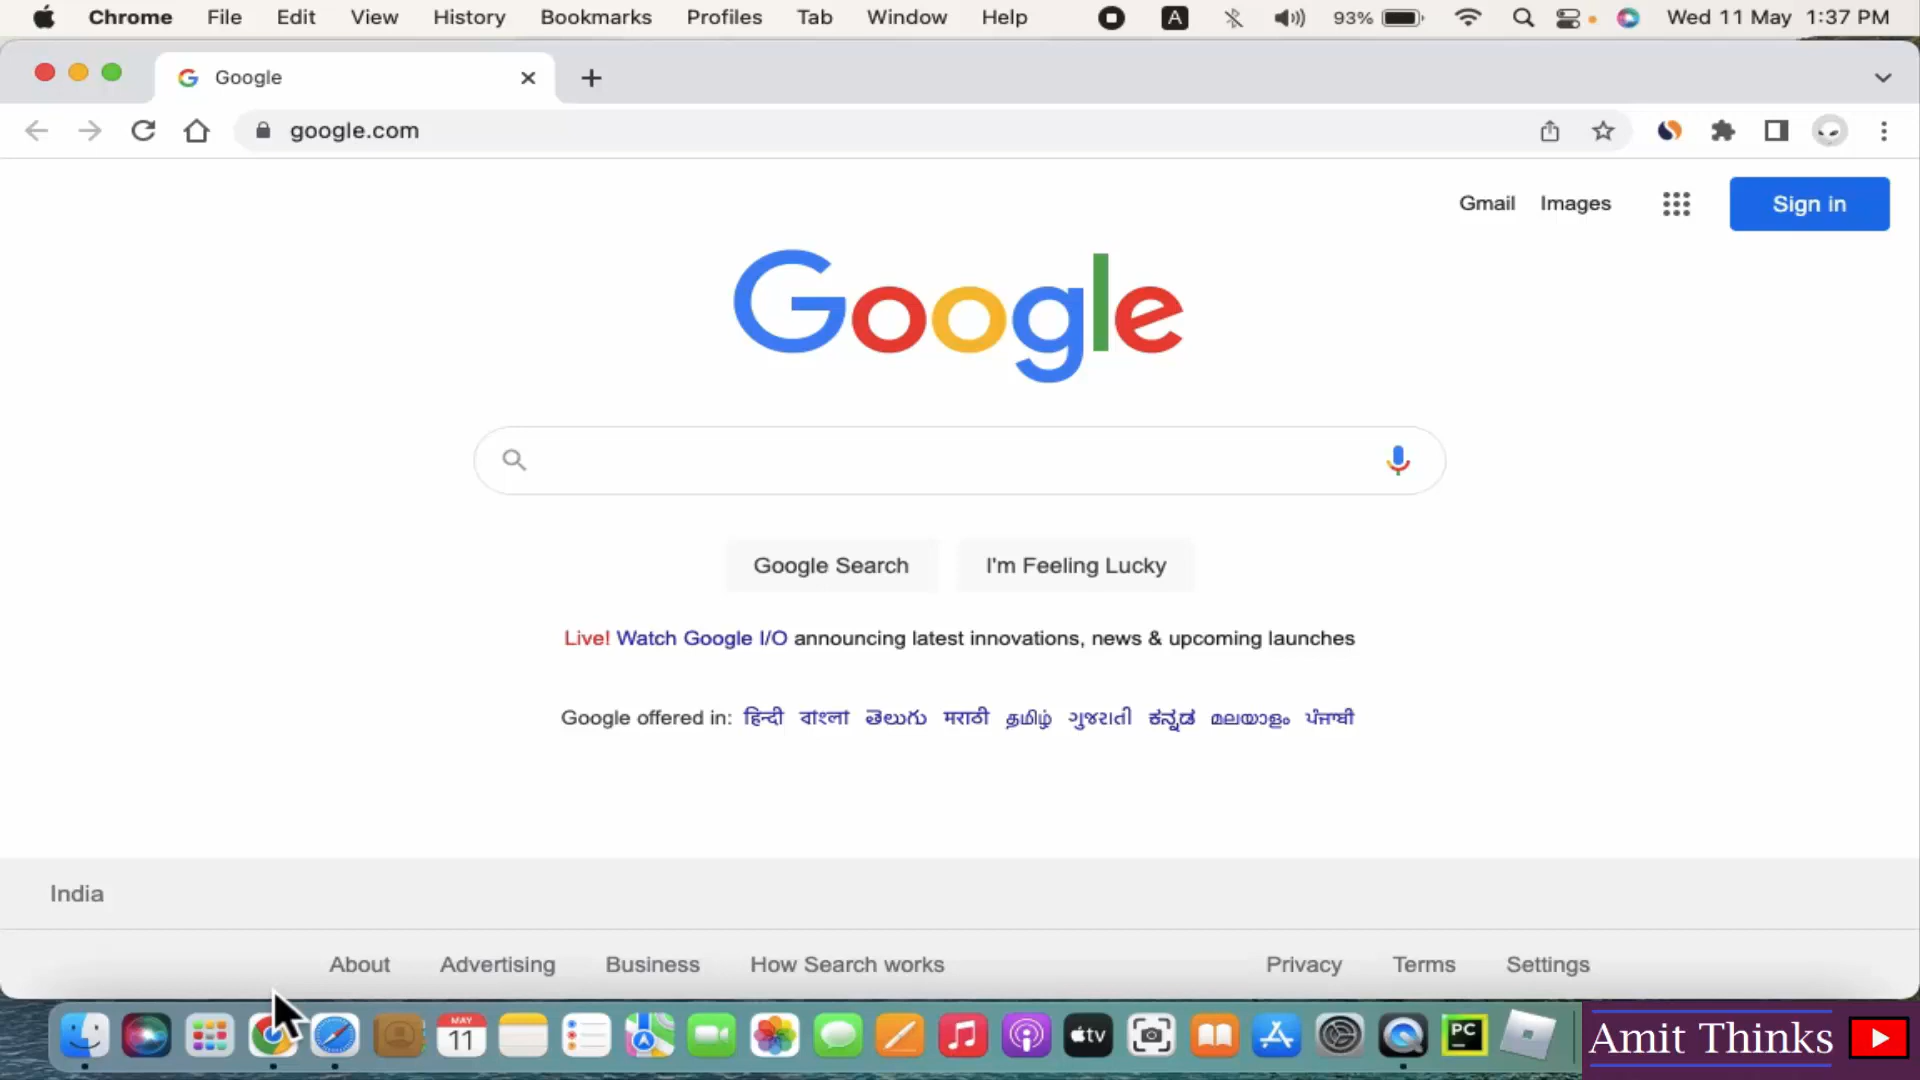 Chrome File Edit View History Bookmarks Profiles Tab Window Help A 93% Wed 11 May 1:37 PM
Google
google.com
Gmail Images Sign in
Google
Google Search I'm Feeling Lucky
Live! Watch Google I/O announcing latest innovations, news & upcoming launches
Google offered in: हिन्दी বাংলা తెలుగు मराठी தமிழ் ગુજરાતી ಕನ್ನಡ മലയാളം ਪੰਜਾਬੀ
India
About Advertising Business How Search works Privacy Terms Settings
MAY 11 tv PC Amit Thinks